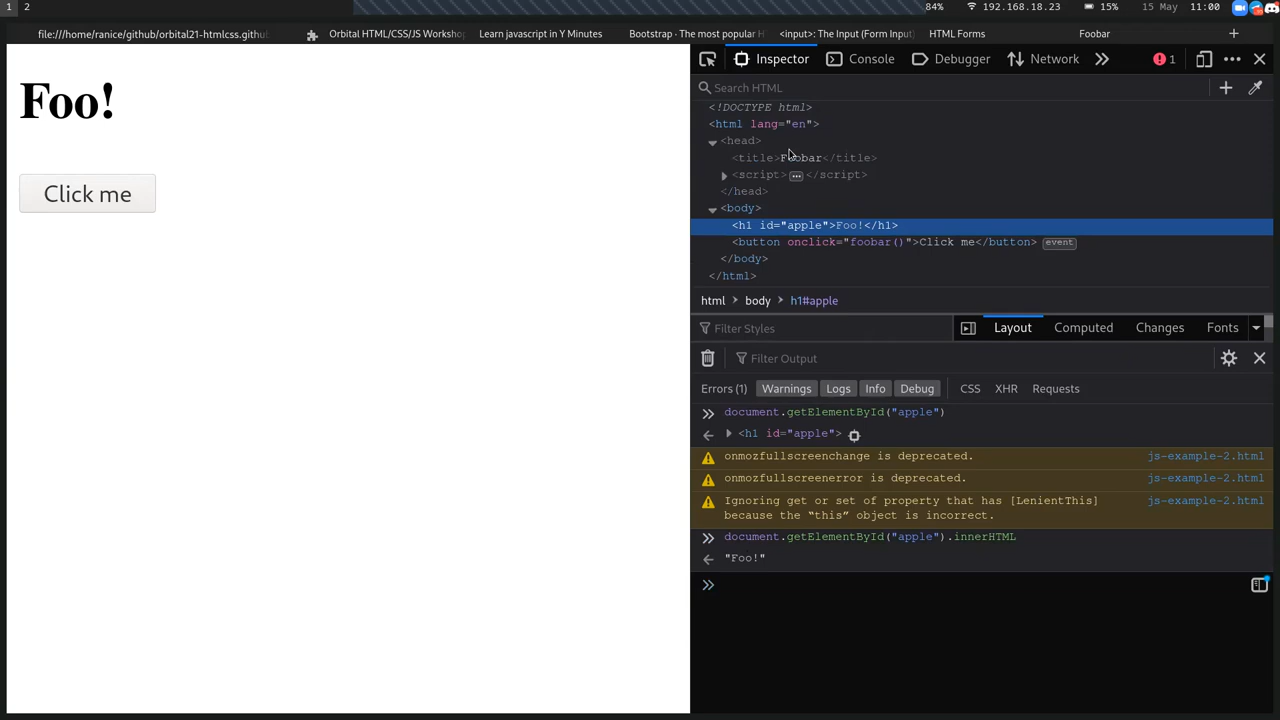 1 2 84% 192.168.18.23 15% 15 May 11:00
file:///home/ranice/github/orbital21-htmlcss.github Orbital HTML/CSS/JS Workshop Learn javascript in Y Minutes Bootstrap - The most popular H <input>: The Input (Form Input) HTML Forms Foobar +
Foo!
Click me
Inspector Console Debugger Network 1
Search HTML
<!DOCTYPE html>
<html lang="en">
<head>
<title>Foobar</title>
<script> </script>
</head>
<body>
<h1 id="apple">Foo!</h1>
<button onclick="foobar()">Click me</button> event
</body>
</html>
html body h1#apple
Filter Styles Layout Computed Changes Fonts
Filter Output
Errors (1) Warnings Logs Info Debug CSS XHR Requests
document.getElementById("apple")
<h1 id="apple">
onmozfullscreenchange is deprecated. js-example-2.html
onmozfullscreenerror is deprecated. js-example-2.html
Ignoring get or set of property that has [LenientThis] js-example-2.html
because the “this” object is incorrect.
document.getElementById("apple").innerHTML
"Foo!"